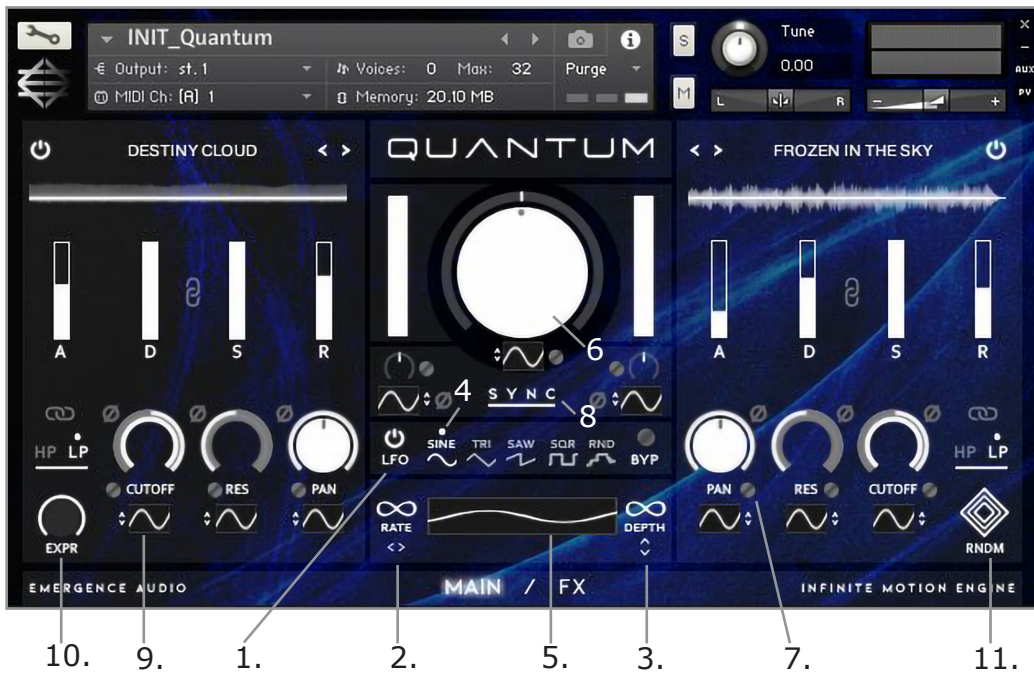 INIT_Quantum
Output: st.1 Voices: 0 Max: 32 Purge
MIDI Ch: [A] 1 Memory: 20.10 MB
S
M
Tune
0.00
L R
- +
×
-
AUX
PV
DESTINY CLOUD < >
QUANTUM
< > FROZEN IN THE SKY
A D S R
A D S R
6
SYNC
4
8
HP LP
LFO SINE TRI SAW SQR RND BYP
HP LP
CUTOFF RES PAN
PAN RES CUTOFF
RATE
< >
DEPTH
EXPR
RNDM
EMERGENCE AUDIO
MAIN / FX
INFINITE MOTION ENGINE
10. 9. 1. 2. 5. 3. 7. 11.